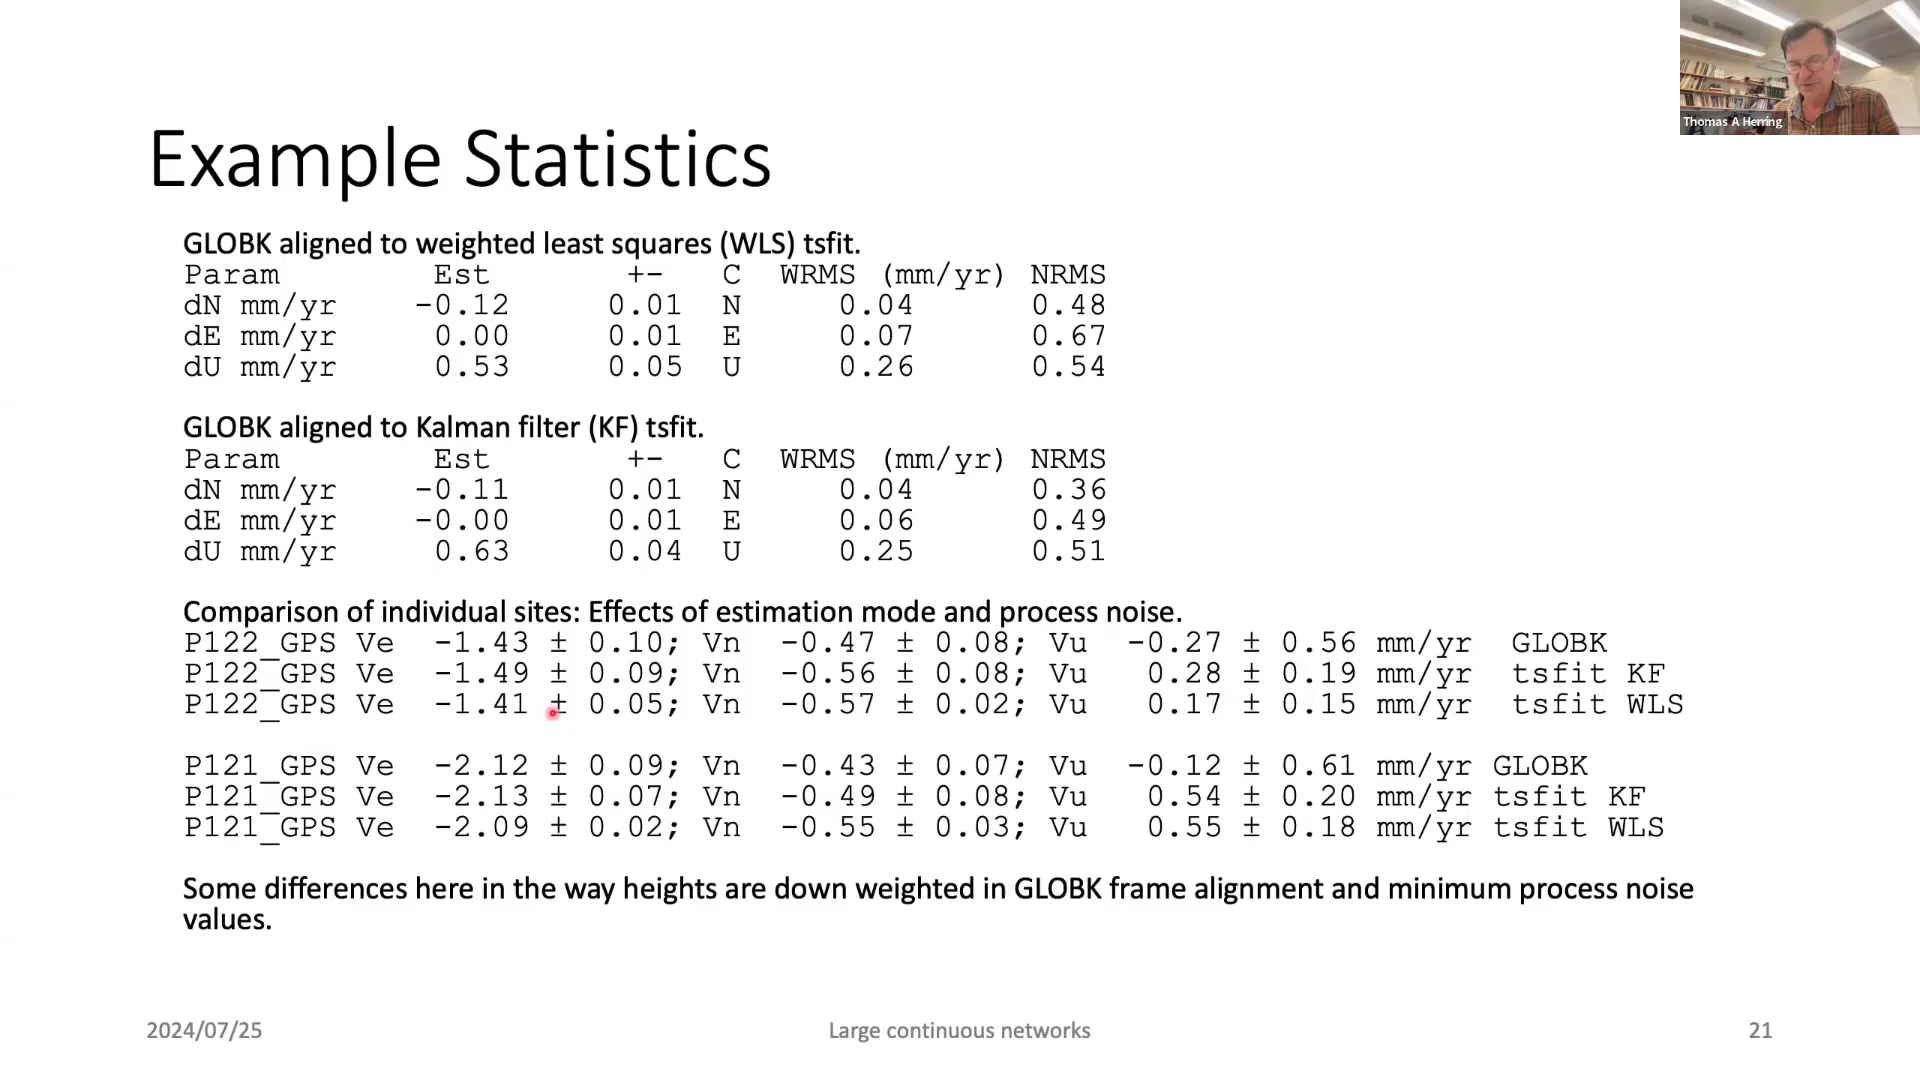 Thomas A Herring
Example Statistics
GLOBK aligned to weighted least squares (WLS) tsfit.
Param Est +- C WRMS (mm/yr) NRMS
dN mm/yr -0.12 0.01 N 0.04 0.48
dE mm/yr 0.00 0.01 E 0.07 0.67
dU mm/yr 0.53 0.05 U 0.26 0.54
GLOBK aligned to Kalman filter (KF) tsfit.
Param Est +- C WRMS (mm/yr) NRMS
dN mm/yr -0.11 0.01 N 0.04 0.36
dE mm/yr -0.00 0.01 E 0.06 0.49
dU mm/yr 0.63 0.04 U 0.25 0.51
Comparison of individual sites: Effects of estimation mode and process noise.
P122_GPS Ve -1.43 ± 0.10; Vn -0.47 ± 0.08; Vu -0.27 ± 0.56 mm/yr GLOBK
P122_GPS Ve -1.49 ± 0.09; Vn -0.56 ± 0.08; Vu 0.28 ± 0.19 mm/yr tsfit KF
P122_GPS Ve -1.41 ± 0.05; Vn -0.57 ± 0.02; Vu 0.17 ± 0.15 mm/yr tsfit WLS
P121_GPS Ve -2.12 ± 0.09; Vn -0.43 ± 0.07; Vu -0.12 ± 0.61 mm/yr GLOBK
P121_GPS Ve -2.13 ± 0.07; Vn -0.49 ± 0.08; Vu 0.54 ± 0.20 mm/yr tsfit KF
P121_GPS Ve -2.09 ± 0.02; Vn -0.55 ± 0.03; Vu 0.55 ± 0.18 mm/yr tsfit WLS
Some differences here in the way heights are down weighted in GLOBK frame alignment and minimum process noise
values.
2024/07/25
Large continuous networks
21